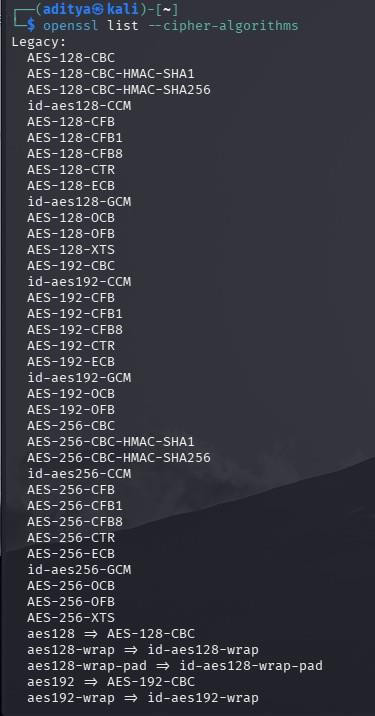 ┌──(aditya㉿kali)-[~]
└─$ openssl list --cipher-algorithms
Legacy:
AES-128-CBC
AES-128-CBC-HMAC-SHA1
AES-128-CBC-HMAC-SHA256
id-aes128-CCM
AES-128-CFB
AES-128-CFB1
AES-128-CFB8
AES-128-CTR
AES-128-ECB
id-aes128-GCM
AES-128-OCB
AES-128-OFB
AES-128-XTS
AES-192-CBC
id-aes192-CCM
AES-192-CFB
AES-192-CFB1
AES-192-CFB8
AES-192-CTR
AES-192-ECB
id-aes192-GCM
AES-192-OCB
AES-192-OFB
AES-256-CBC
AES-256-CBC-HMAC-SHA1
AES-256-CBC-HMAC-SHA256
id-aes256-CCM
AES-256-CFB
AES-256-CFB1
AES-256-CFB8
AES-256-CTR
AES-256-ECB
id-aes256-GCM
AES-256-OCB
AES-256-OFB
AES-256-XTS
aes128 => AES-128-CBC
aes128-wrap => id-aes128-wrap
aes128-wrap-pad => id-aes128-wrap-pad
aes192 => AES-192-CBC
aes192-wrap => id-aes192-wrap